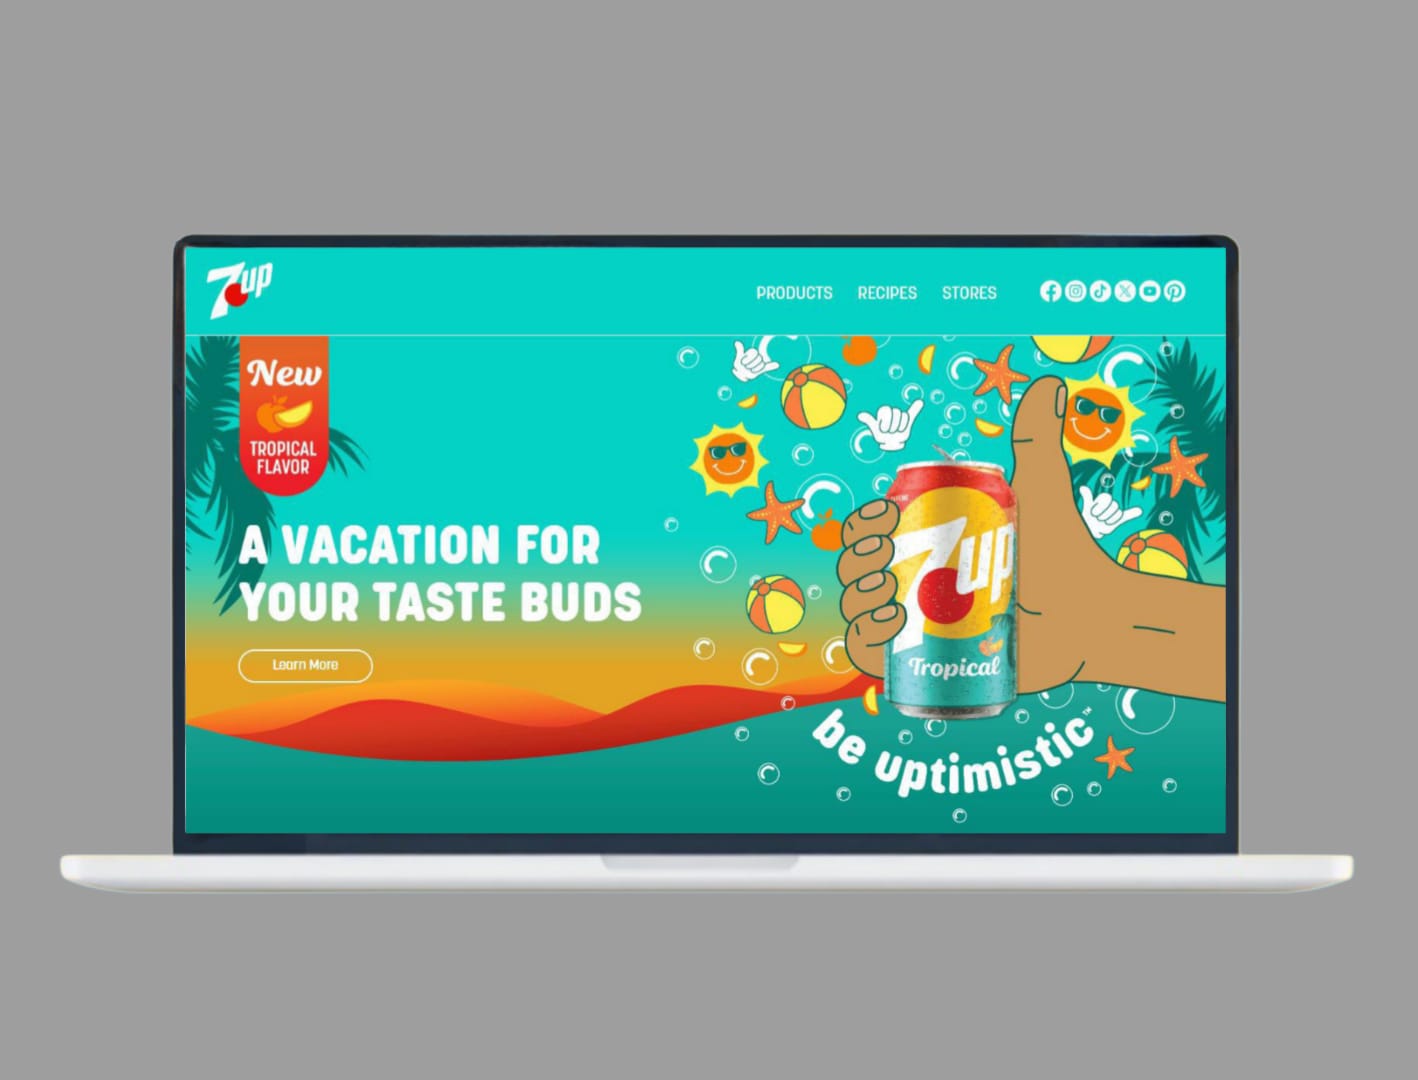 7up
PRODUCTS RECIPES STORES
New
TROPICAL
FLAVOR
A VACATION FOR
YOUR TASTE BUDS
Learn More
7up
Tropical
be uptimistic™